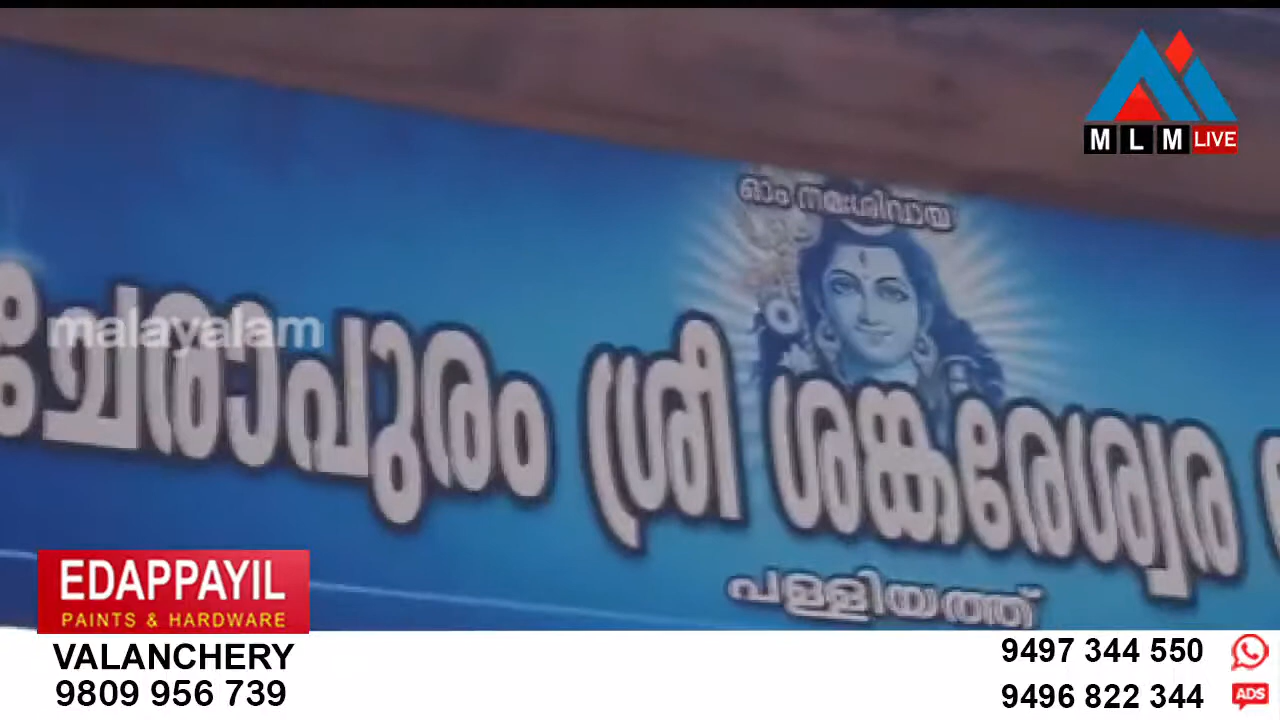 MLM LIVE
ഓം നമഃശിവായ
malayalam
ചേരാപുരം ശ്രീ ശങ്കരേശ്വര
പള്ളിയത്ത്
EDAPPAYIL
PAINTS & HARDWARE
VALANCHERY
9809 956 739
9497 344 550
9496 822 344
ADS